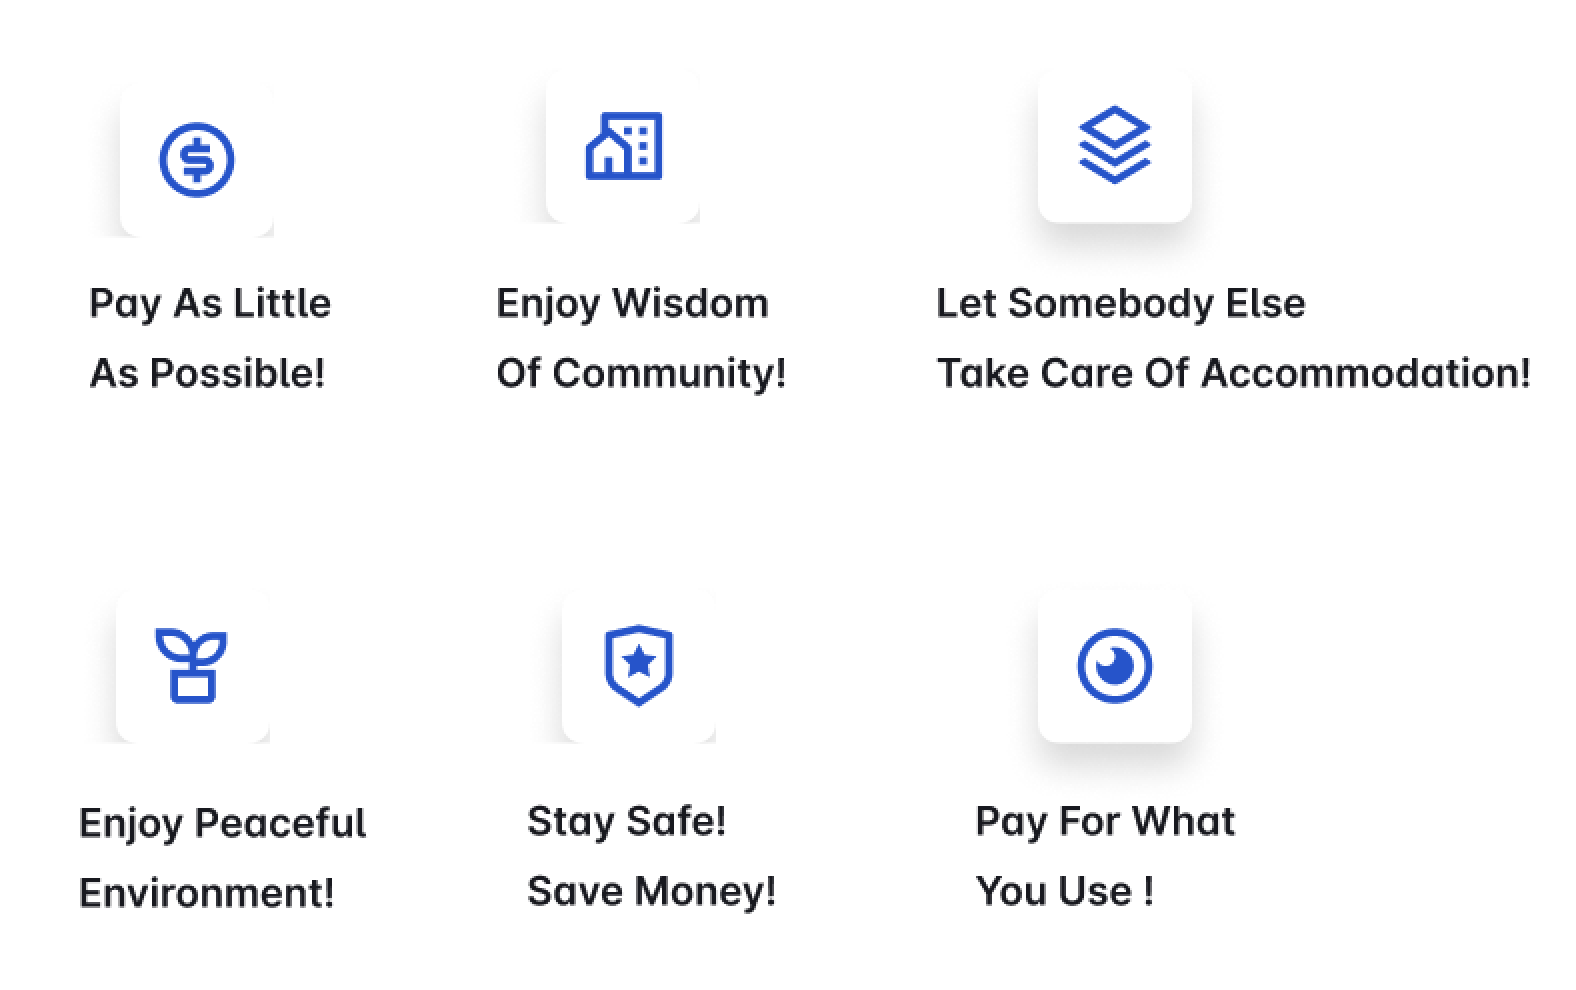 Pay As Little
As Possible!
Enjoy Wisdom
Of Community!
Let Somebody Else
Take Care Of Accommodation!
Enjoy Peaceful
Environment!
Stay Safe!
Save Money!
Pay For What
You Use !